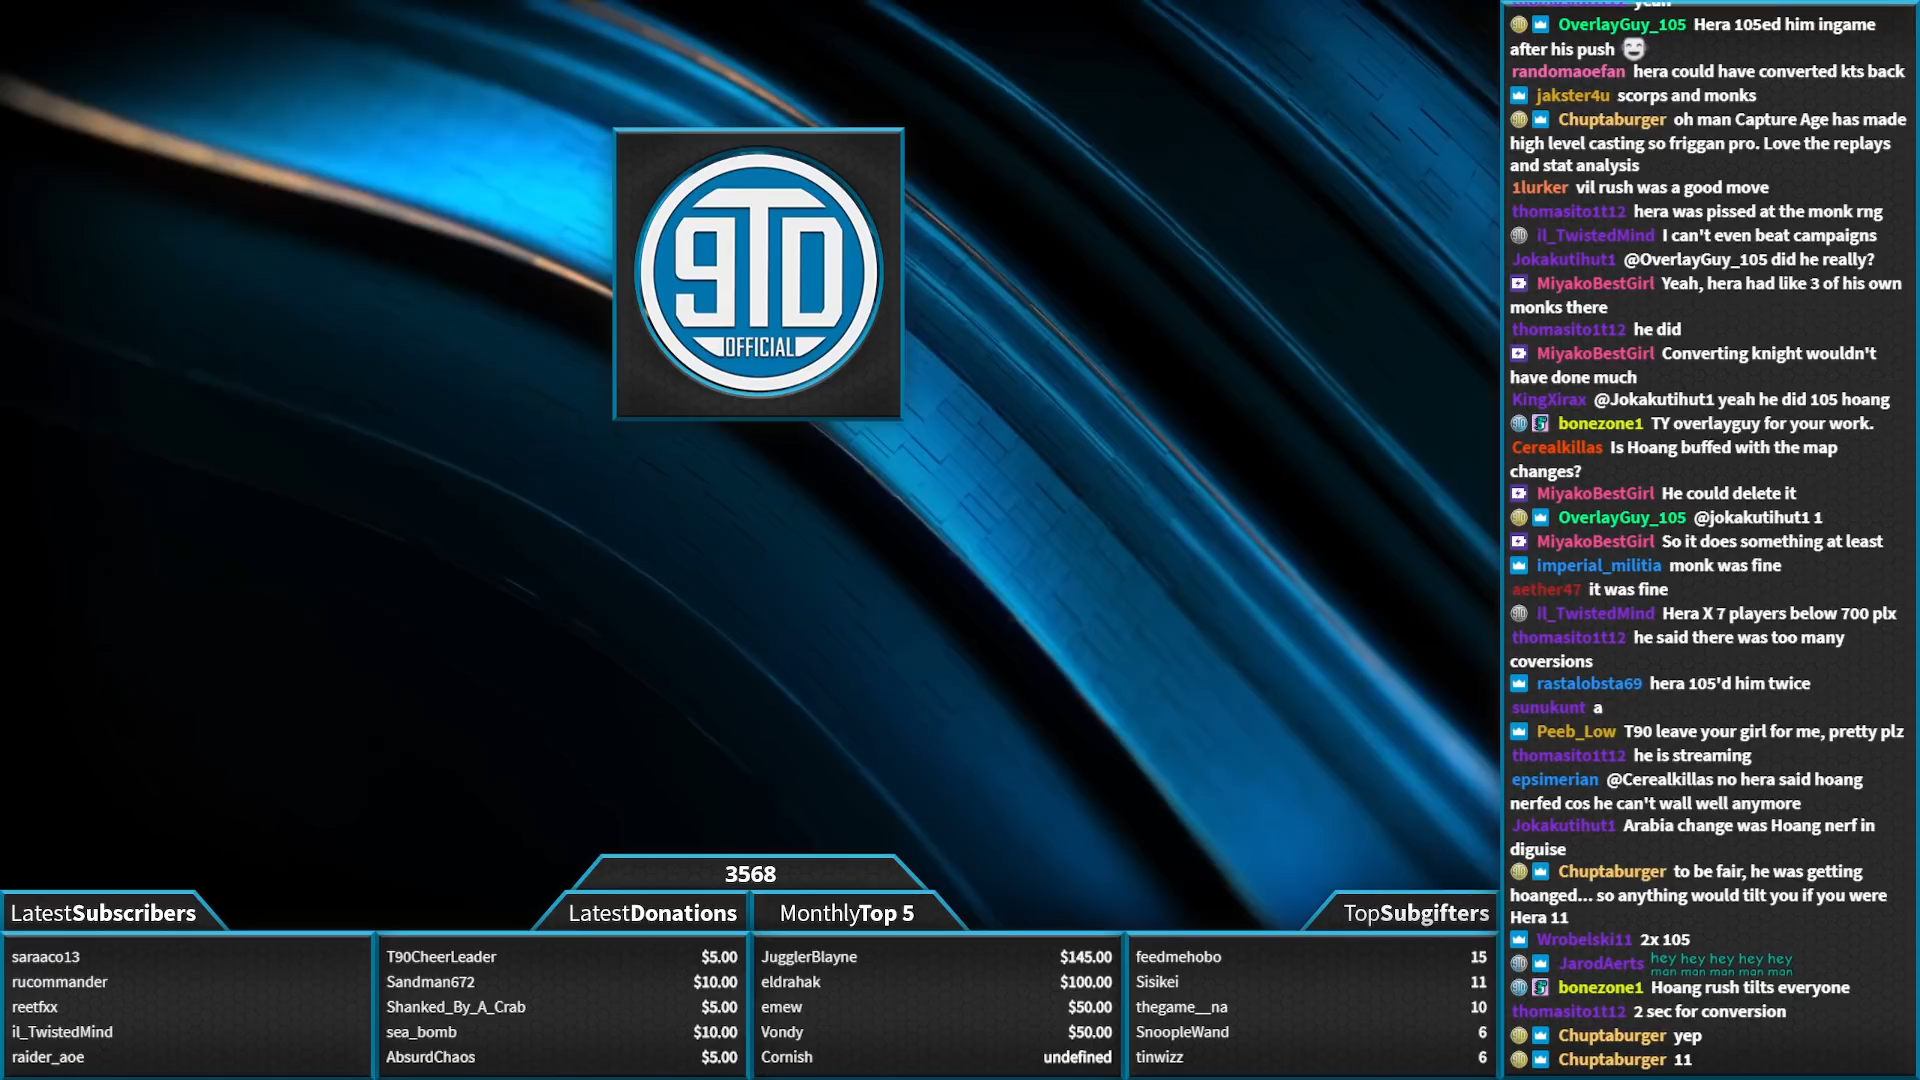 9TD
OFFICIAL
3568
LatestSubscribers
LatestDonations
MonthlyTop 5
TopSubgifters
saraaco13
rucommander
reetfxx
il_TwistedMind
raider_aoe
T90CheerLeader $5.00
Sandman672 $10.00
Shanked_By_A_Crab $5.00
sea_bomb $10.00
AbsurdChaos $5.00
JugglerBlayne $145.00
eldrahak $100.00
emew $50.00
Vondy $50.00
Cornish undefined
feedmehobo 15
Sisikei 11
thegame__na 10
SnoopleWand 6
tinwizz 6
OverlayGuy_105 Hera 105ed him ingame
after his push
randomaoefan hera could have converted kts back
jakster4u scorps and monks
Chuptaburger oh man Capture Age has made
high level casting so friggan pro. Love the replays
and stat analysis
1lurker vil rush was a good move
thomasito1t12 hera was pissed at the monk rng
il_TwistedMind I can't even beat campaigns
Jokakutihut1 @OverlayGuy_105 did he really?
MiyakoBestGirl Yeah, hera had like 3 of his own
monks there
thomasito1t12 he did
MiyakoBestGirl Converting knight wouldn't
have done much
KingXirax @Jokakutihut1 yeah he did 105 hoang
bonezone1 TY overlayguy for your work.
Cerealkillas Is Hoang buffed with the map
changes?
MiyakoBestGirl He could delete it
OverlayGuy_105 @jokakutihut1 1
MiyakoBestGirl So it does something at least
imperial_militia monk was fine
aether47 it was fine
il_TwistedMind Hera X 7 players below 700 plx
thomasito1t12 he said there was too many
coversions
rastalobsta69 hera 105'd him twice
sunukunt a
Peeb_Low T90 leave your girl for me, pretty plz
thomasito1t12 he is streaming
epsimerian @Cerealkillas no hera said hoang
nerfed cos he can't wall well anymore
Jokakutihut1 Arabia change was Hoang nerf in
diguise
Chuptaburger to be fair, he was getting
hoanged... so anything would tilt you if you were
Hera 11
Wrobelski11 2x 105
JarodAerts hey hey hey hey hey
man man man man man
bonezone1 Hoang rush tilts everyone
thomasito1t12 2 sec for conversion
Chuptaburger yep
Chuptaburger 11